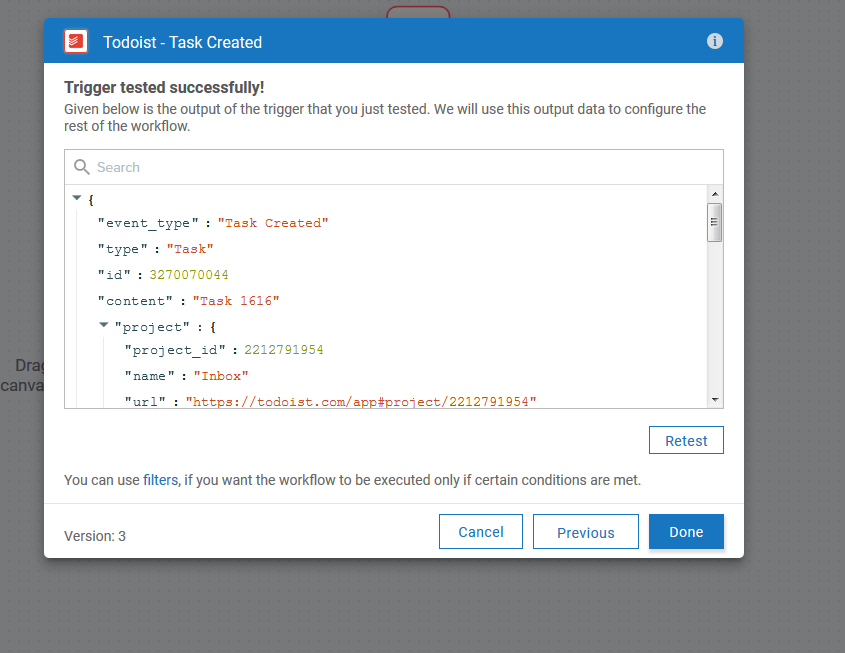 Todoist - Task Created
Trigger tested successfully!
Given below is the output of the trigger that you just tested. We will use this output data to configure the
rest of the workflow.
Search
{
"event_type" : "Task Created"
"type" : "Task"
"id" : 3270070044
"content" : "Task 1616"
"project" : {
"project_id" : 2212791954
"name" : "Inbox"
"url" : "https://todoist.com/app#project/2212791954"
Drag
canva
Retest
You can use filters, if you want the workflow to be executed only if certain conditions are met.
Version: 3
Cancel
Previous
Done